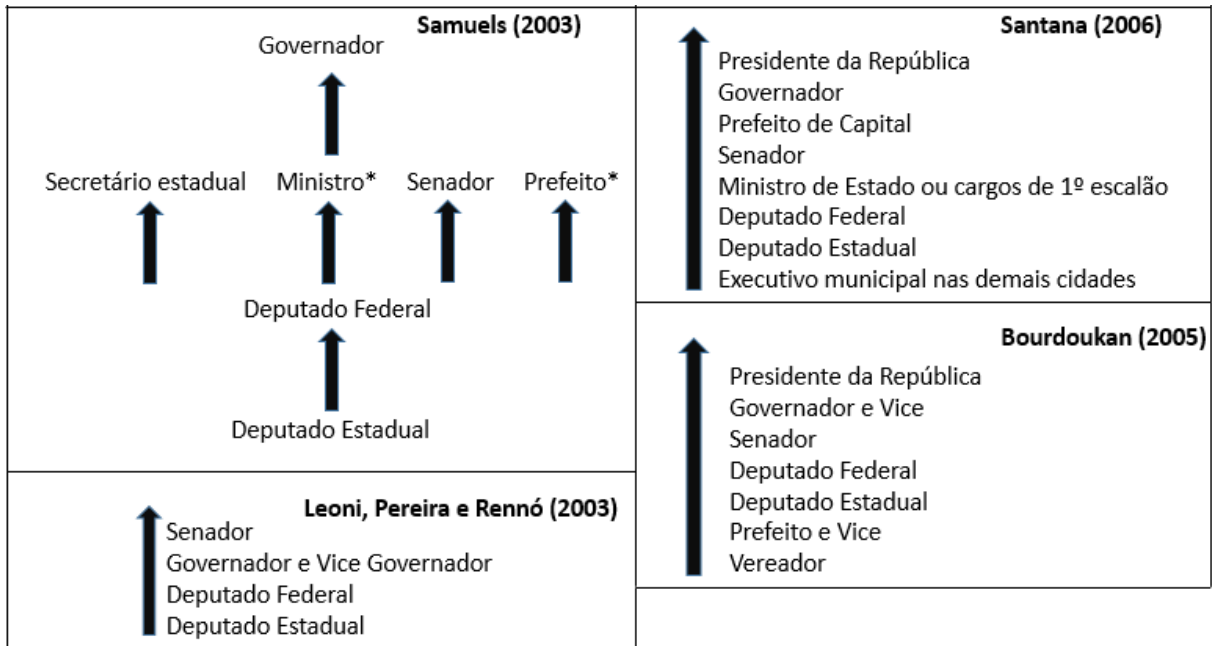 Samuels (2003)
Governador
Secretário estadual Ministro* Senador Prefeito*
Deputado Federal
Deputado Estadual
Leoni, Pereira e Rennó (2003)
Senador
Governador e Vice Governador
Deputado Federal
Deputado Estadual
Santana (2006)
Presidente da República
Governador
Prefeito de Capital
Senador
Ministro de Estado ou cargos de 1º escalão
Deputado Federal
Deputado Estadual
Executivo municipal nas demais cidades
Bourdoukan (2005)
Presidente da República
Governador e Vice
Senador
Deputado Federal
Deputado Estadual
Prefeito e Vice
Vereador